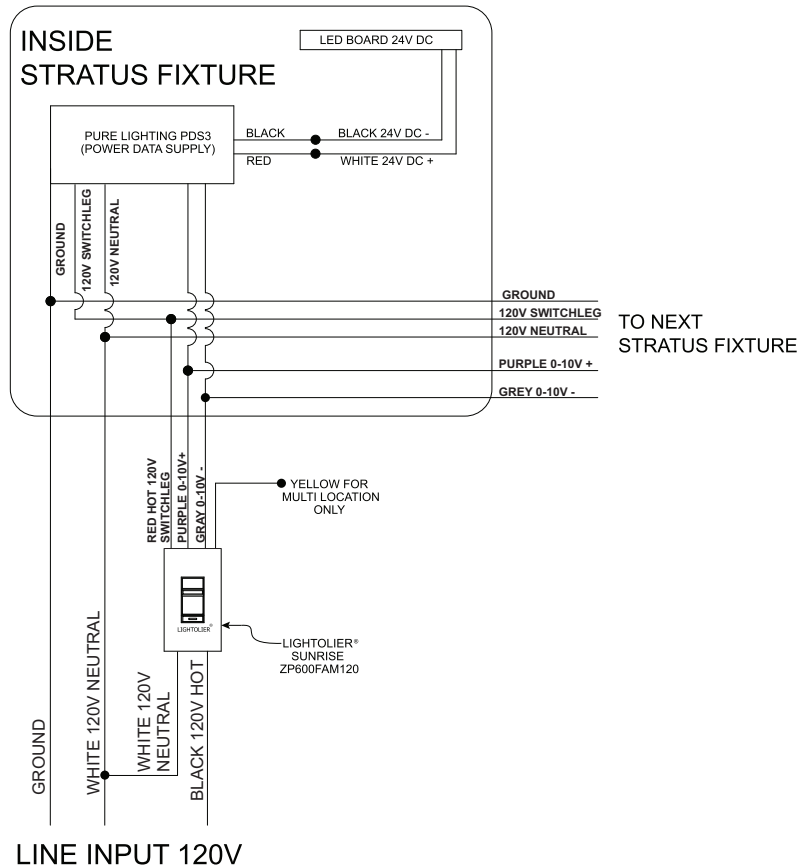 INSIDE
STRATUS FIXTURE
LED BOARD 24V DC
PURE LIGHTING PDS3
(POWER DATA SUPPLY)
BLACK
BLACK 24V DC -
RED
WHITE 24V DC +
GROUND
120V SWITCHLEG
120V NEUTRAL
GROUND
120V SWITCHLEG
120V NEUTRAL
PURPLE 0-10V +
GREY 0-10V -
TO NEXT
STRATUS FIXTURE
RED HOT 120V
SWITCHLEG
PURPLE 0-10V+
GRAY 0-10V -
YELLOW FOR
MULTI LOCATION
ONLY
LIGHTOLIER®
LIGHTOLIER®
SUNRISE
ZP600FAM120
GROUND
WHITE 120V NEUTRAL
WHITE 120V
NEUTRAL
BLACK 120V HOT
LINE INPUT 120V